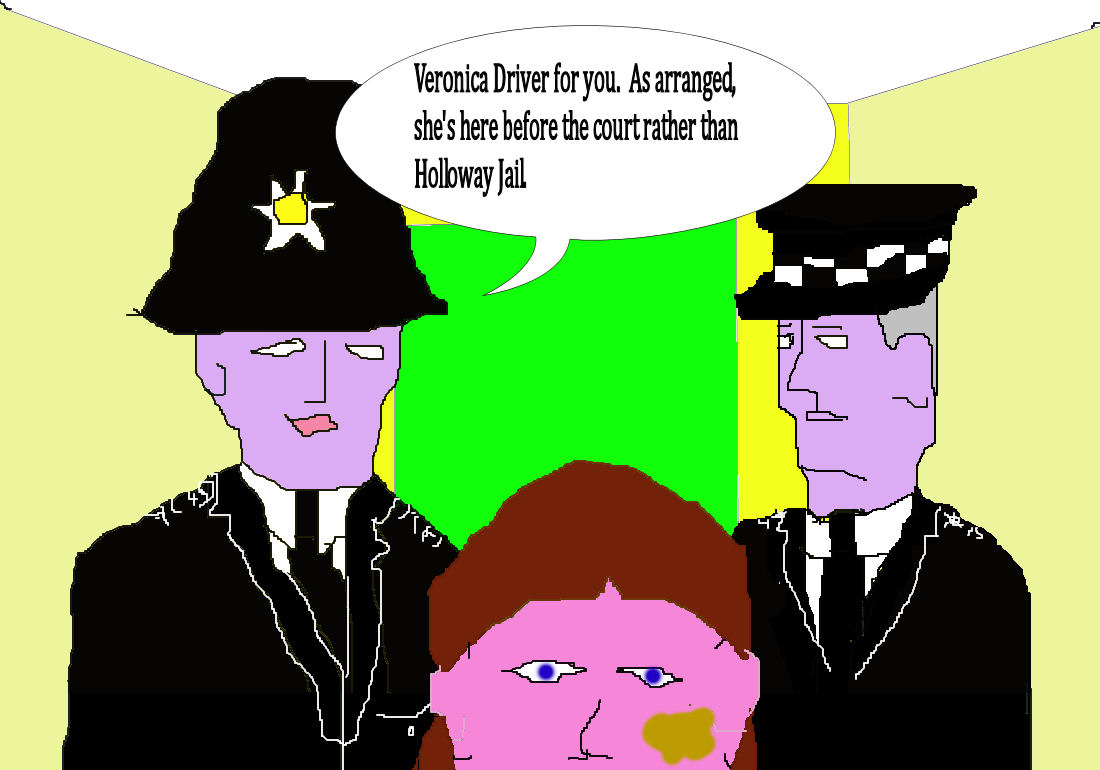 Veronica Driver for you.  As arranged,
she's here before the court rather than
Holloway Jail.